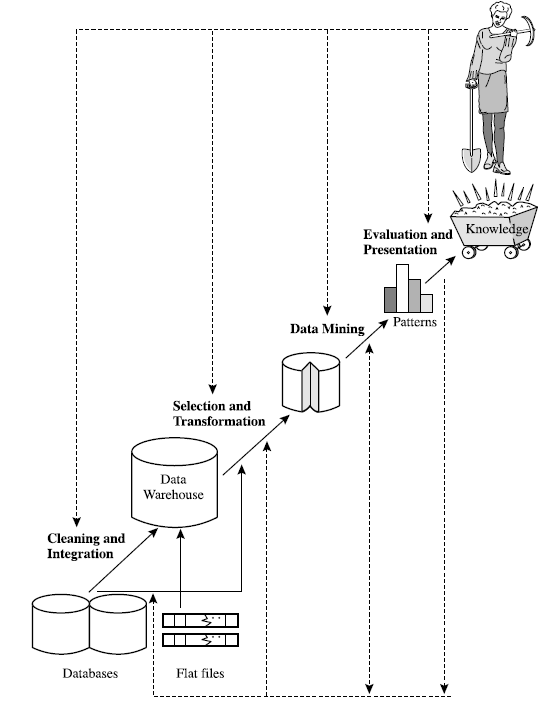 Knowledge
Evaluation and
Presentation
Patterns
Data Mining
Selection and
Transformation
Data
Warehouse
Cleaning and
Integration
Databases
Flat files